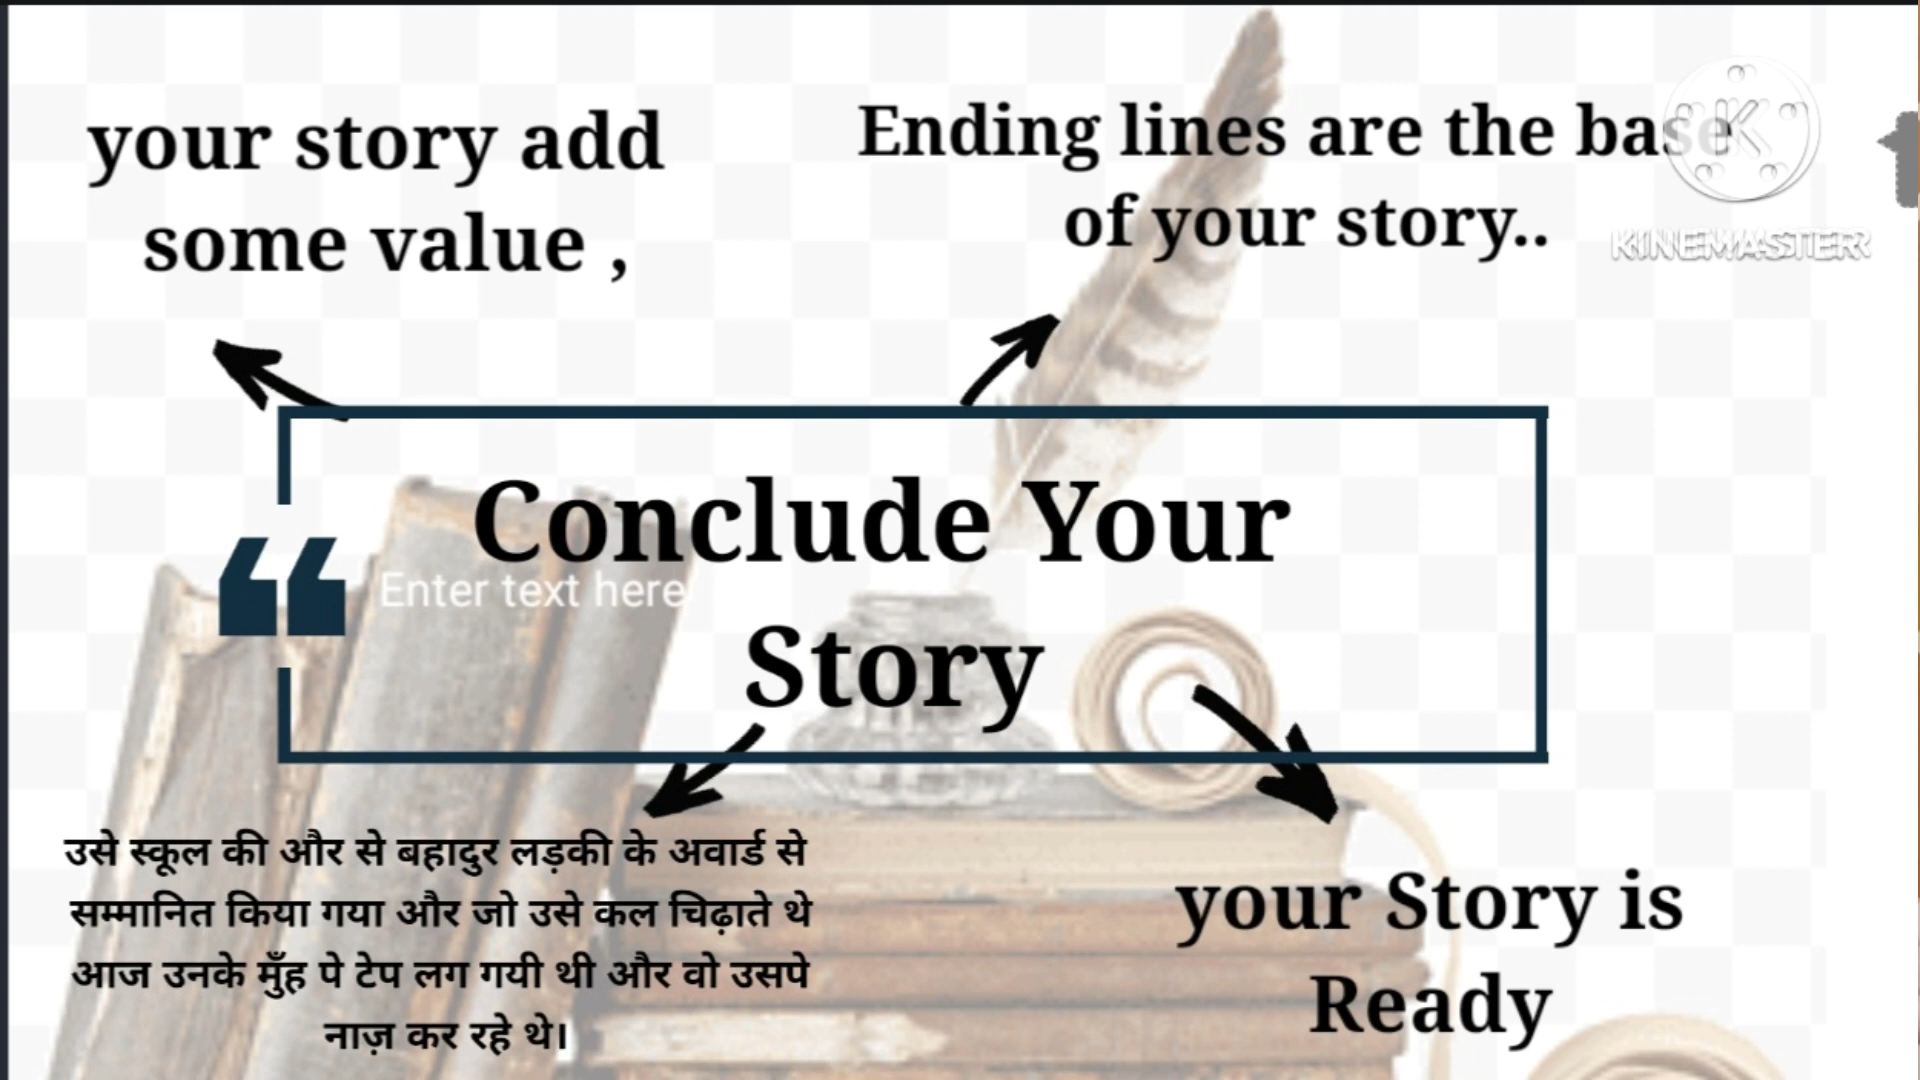 your story add
some value ,
Ending lines are the base
of your story..
KINEMASTER
Conclude Your
Enter text here
Story
उसे स्कूल की और से बहादुर लड़की के अवार्ड से
सम्मानित किया गया और जो उसे कल चिढ़ाते थे
आज उनके मुँह पे टेप लग गयी थी और वो उसपे
नाज़ कर रहे थे।
your Story is
Ready